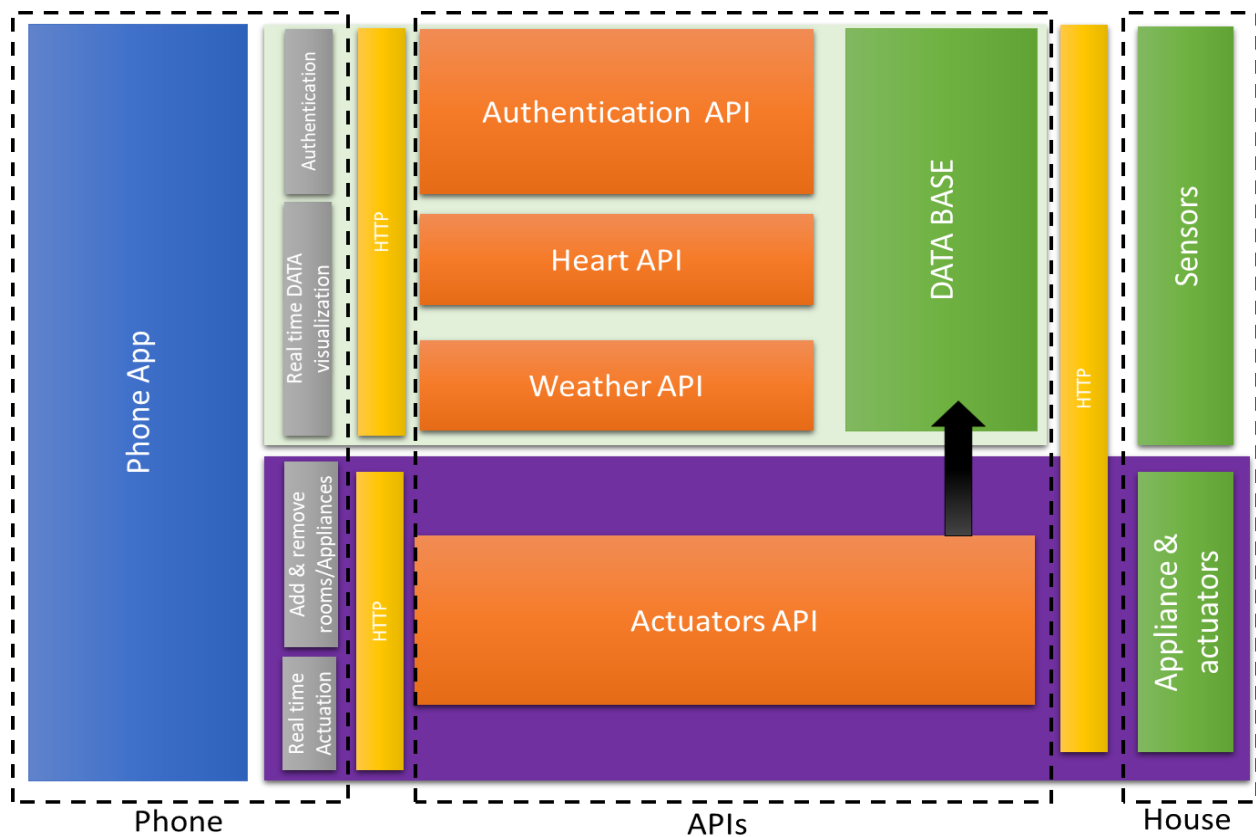 Phone App
Authentication
Real time DATA
visualization
Add & remove
rooms/Appliances
Real time
Actuation
HTTP
HTTP
Authentication API
Heart API
Weather API
DATA BASE
Actuators API
HTTP
Sensors
Appliance &
actuators
Phone
APIs
House